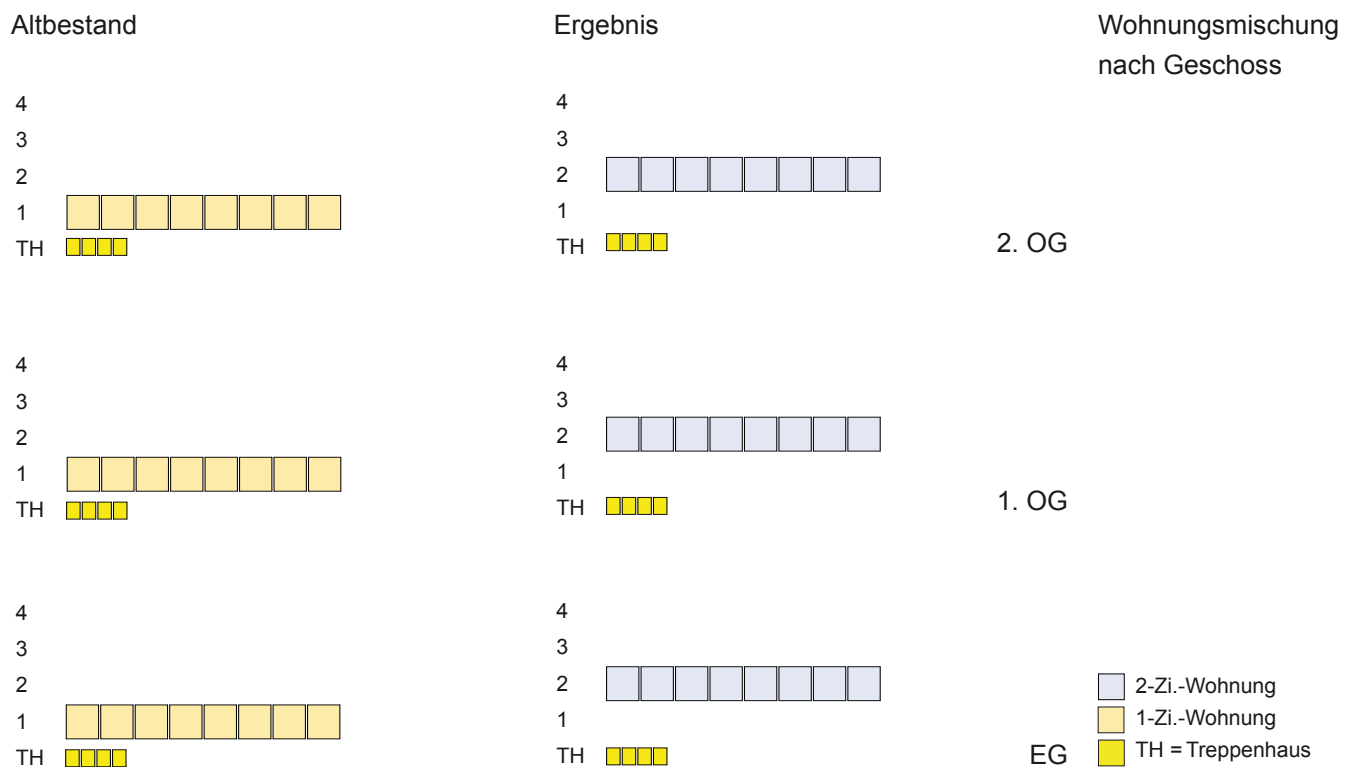 Altbestand
Ergebnis
Wohnungsmischung
nach Geschoss
4
3
2
1
TH
4
3
2
1
TH
2. OG
4
3
2
1
TH
4
3
2
1
TH
1. OG
4
3
2
1
TH
4
3
2
1
TH
EG
2-Zi.-Wohnung
1-Zi.-Wohnung
TH = Treppenhaus